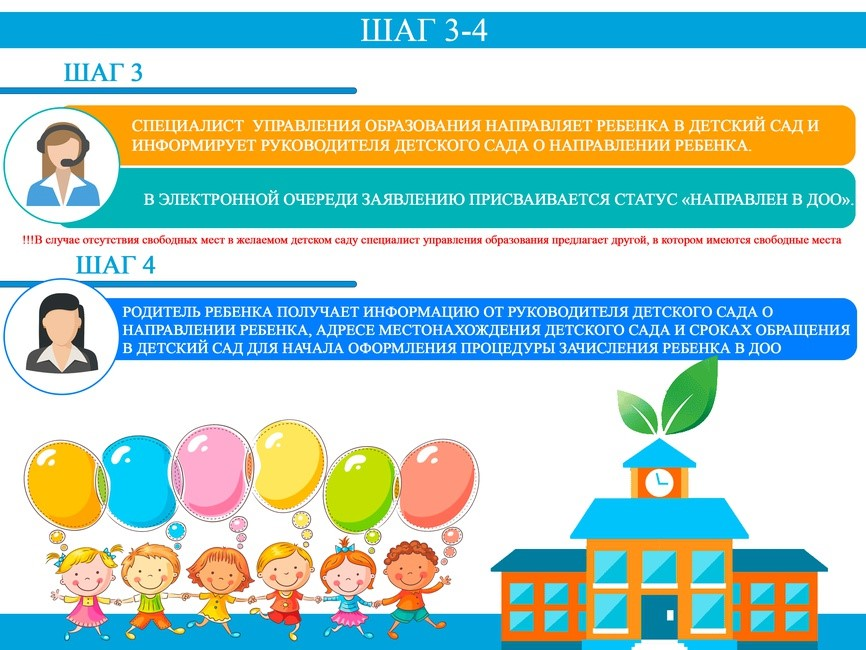 ШАГ 3-4
ШАГ 3
СПЕЦИАЛИСТ УПРАВЛЕНИЯ ОБРАЗОВАНИЯ НАПРАВЛЯЕТ РЕБЕНКА В ДЕТСКИЙ САД И
ИНФОРМИРУЕТ РУКОВОДИТЕЛЯ ДЕТСКОГО САДА О НАПРАВЛЕНИИ РЕБЕНКА.
В ЭЛЕКТРОННОЙ ОЧЕРЕДИ ЗАЯВЛЕНИЮ ПРИСВАИВАЕТСЯ СТАТУС «НАПРАВЛЕН В ДОО».
!!!В случае отсутствия свободных мест в желаемом детском саду специалист управления образования предлагает другой, в котором имеются свободные места
ШАГ 4
РОДИТЕЛЬ РЕБЕНКА ПОЛУЧАЕТ ИНФОРМАЦИЮ ОТ РУКОВОДИТЕЛЯ ДЕТСКОГО САДА О
НАПРАВЛЕНИИ РЕБЕНКА, АДРЕСЕ МЕСТОНАХОЖДЕНИЯ ДЕТСКОГО САДА И СРОКАХ ОБРАЩЕНИЯ
В ДЕТСКИЙ САД ДЛЯ НАЧАЛА ОФОРМЛЕНИЯ ПРОЦЕДУРЫ ЗАЧИСЛЕНИЯ РЕБЕНКА В ДОО